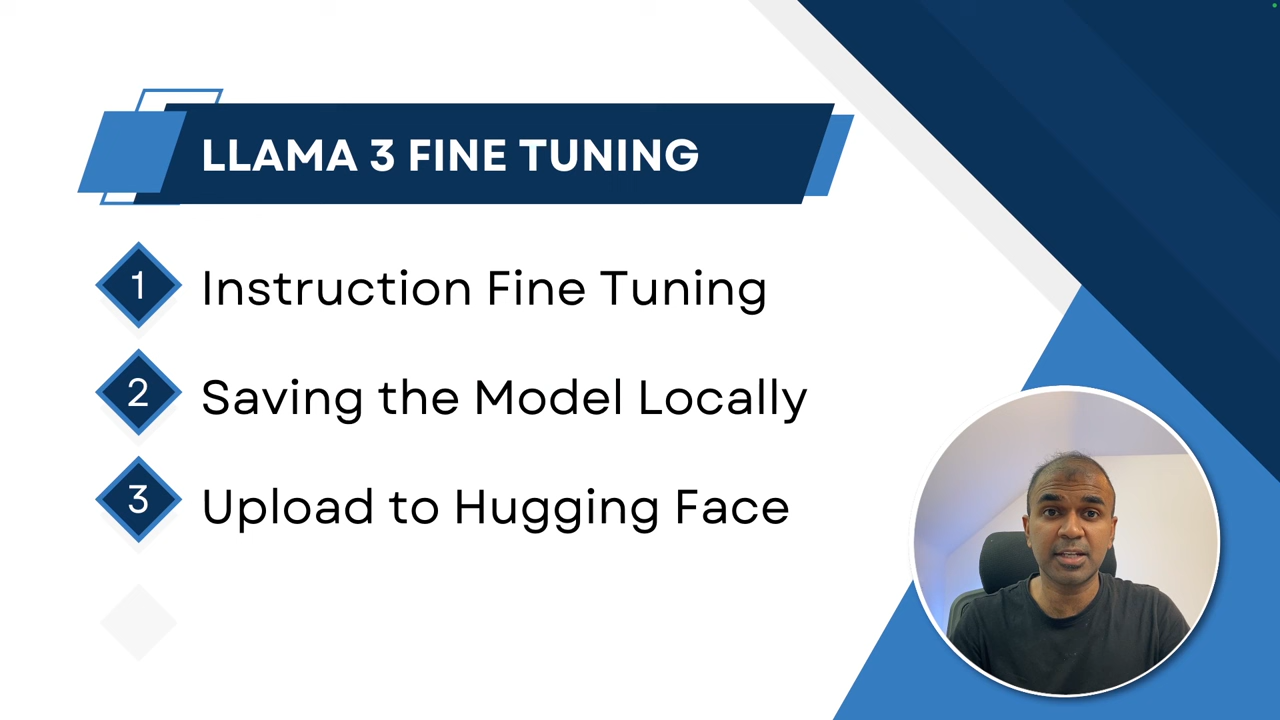 LLAMA 3 FINE TUNING
1 Instruction Fine Tuning
2 Saving the Model Locally
3 Upload to Hugging Face